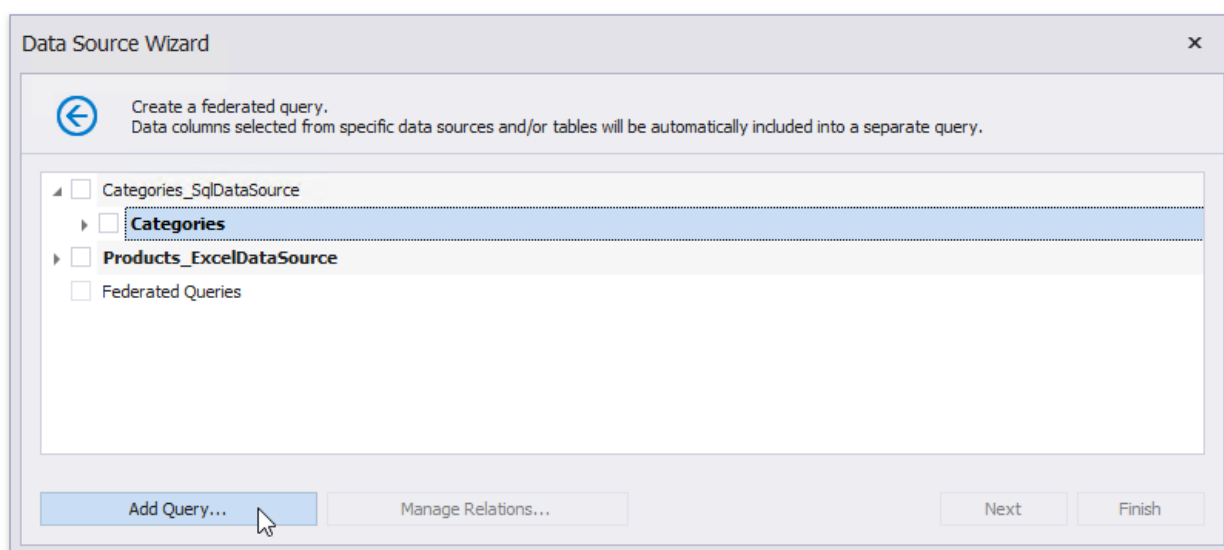 Data Source Wizard
Create a federated query.
Data columns selected from specific data sources and/or tables will be automatically included into a separate query.
Categories_SqlDataSource
Categories
Products_ExcelDataSource
Federated Queries
Add Query...
Manage Relations...
Next
Finish